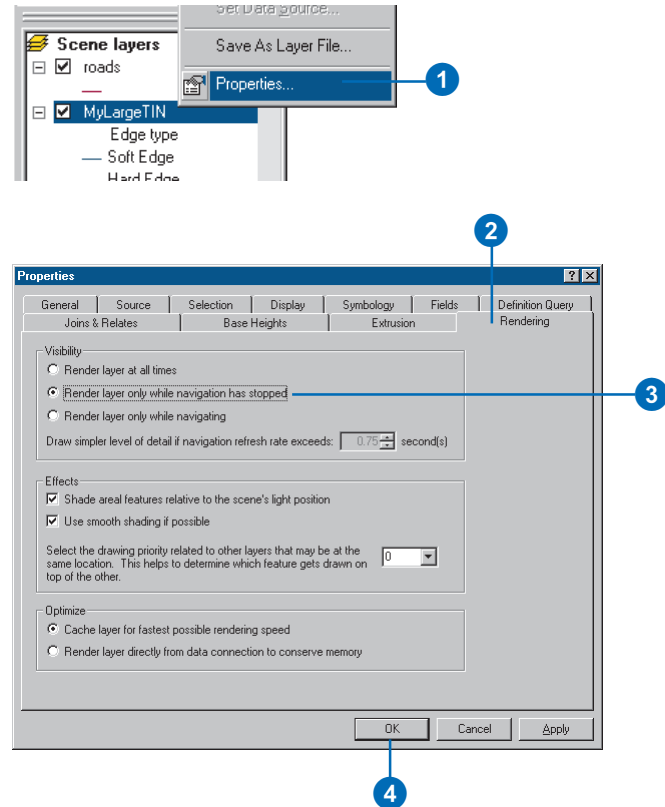 Set Data Source...
Scene layers
Save As Layer File...
roads
Properties...
1
MyLargeTIN
Edge type
Soft Edge
Hard Edge
2
Properties
General Source Selection Display Symbology Fields Definition Query
Joins & Relates Base Heights Extrusion Rendering
Visibility
Render layer at all times
Render layer only while navigation has stopped
3
Render layer only while navigating
Draw simpler level of detail if navigation refresh rate exceeds: 0.75 second(s)
Effects
Shade areal features relative to the scene's light position
Use smooth shading if possible
Select the drawing priority related to other layers that may be at the
same location. This helps to determine which feature gets drawn on
top of the other.
0
Optimize
Cache layer for fastest possible rendering speed
Render layer directly from data connection to conserve memory
OK Cancel Apply
4